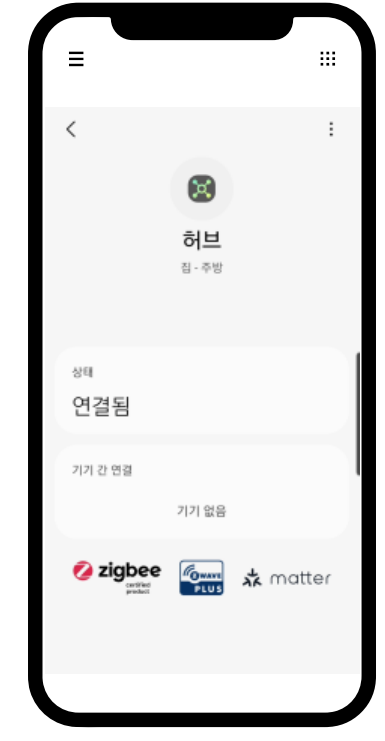 허브
집 - 주방
상태
연결됨
기기 간 연결
기기 없음
zigbee
certified
product
Z WAVE
PLUS
matter